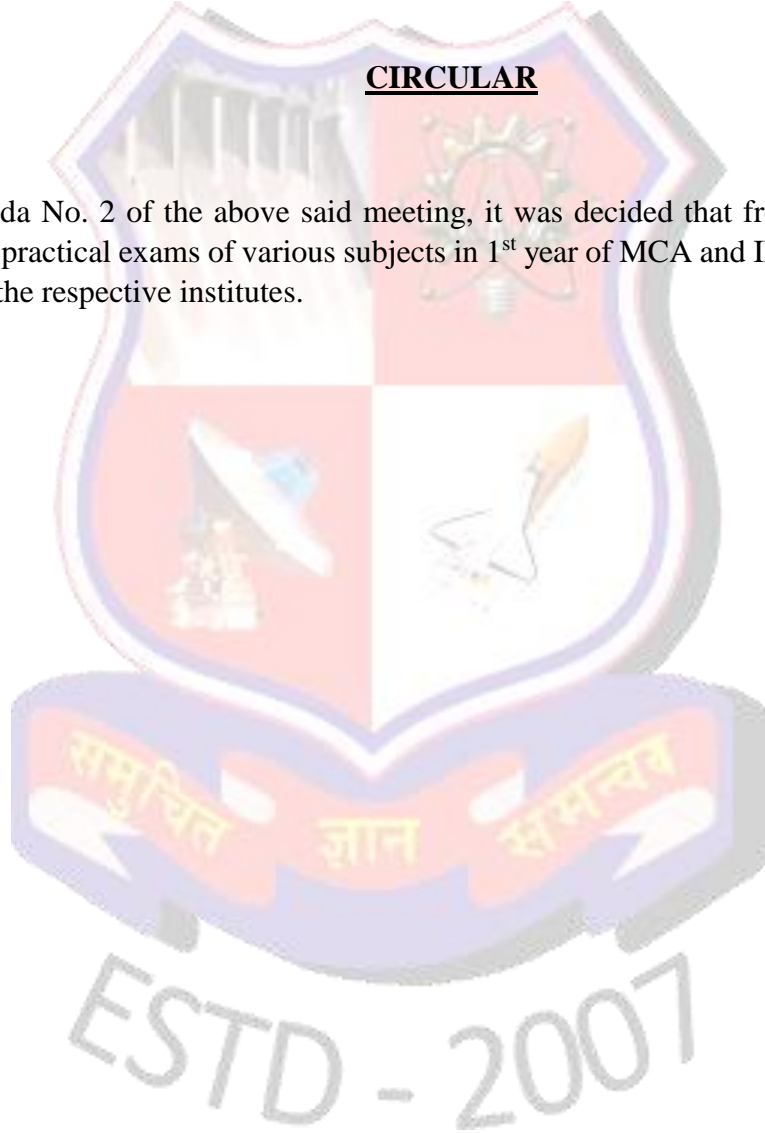 CIRCULAR
da No. 2 of the above said meeting, it was decided that fr
practical exams of various subjects in 1st year of MCA and I
the respective institutes.
समुचित ज्ञान समन्वय
ESTD - 2007